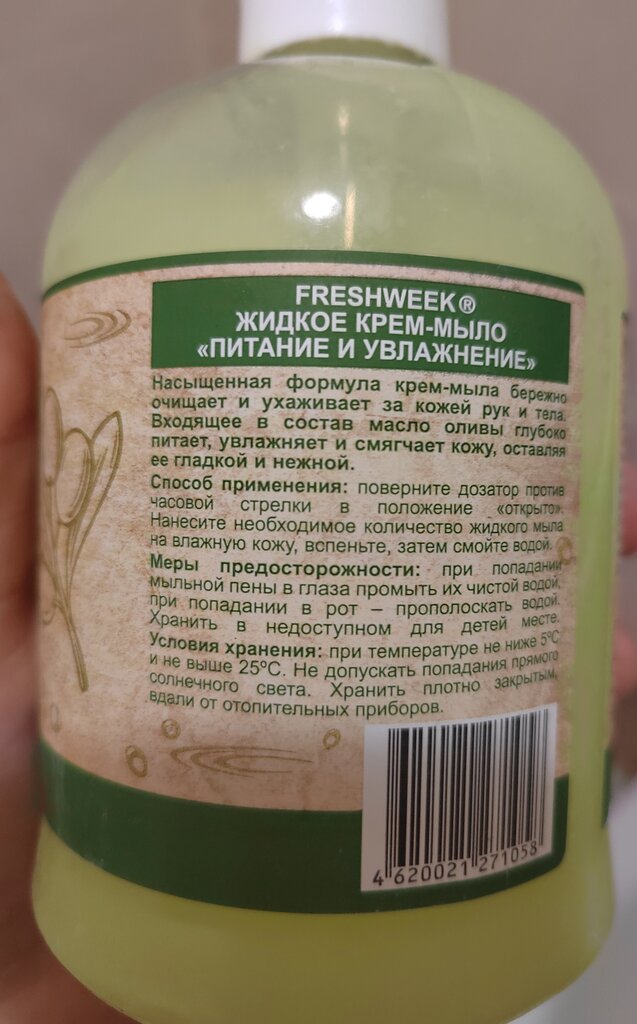 FRESHWEEK®
ЖИДКОЕ КРЕМ-МЫЛО
«ПИТАНИЕ И УВЛАЖНЕНИЕ»
Насыщенная формула крем-мыла бережно
очищает и ухаживает за кожей рук и тела.
Входящее в состав масло оливы глубоко
питает, увлажняет и смягчает кожу, оставляя
ее гладкой и нежной.
Способ применения: поверните дозатор против
часовой стрелки в положение «открыто».
Нанесите необходимое количество жидкого мыла
на влажную кожу, вспеньте, затем смойте водой.
Меры предосторожности: при попадании
мыльной пены в глаза промыть их чистой водой,
при попадании в рот – прополоскать водой.
Хранить в недоступном для детей месте.
Условия хранения: при температуре не ниже 5ºС
и не выше 25ºС. Не допускать попадания прямого
солнечного света. Хранить плотно закрытым,
вдали от отопительных приборов.
4 620021 271058